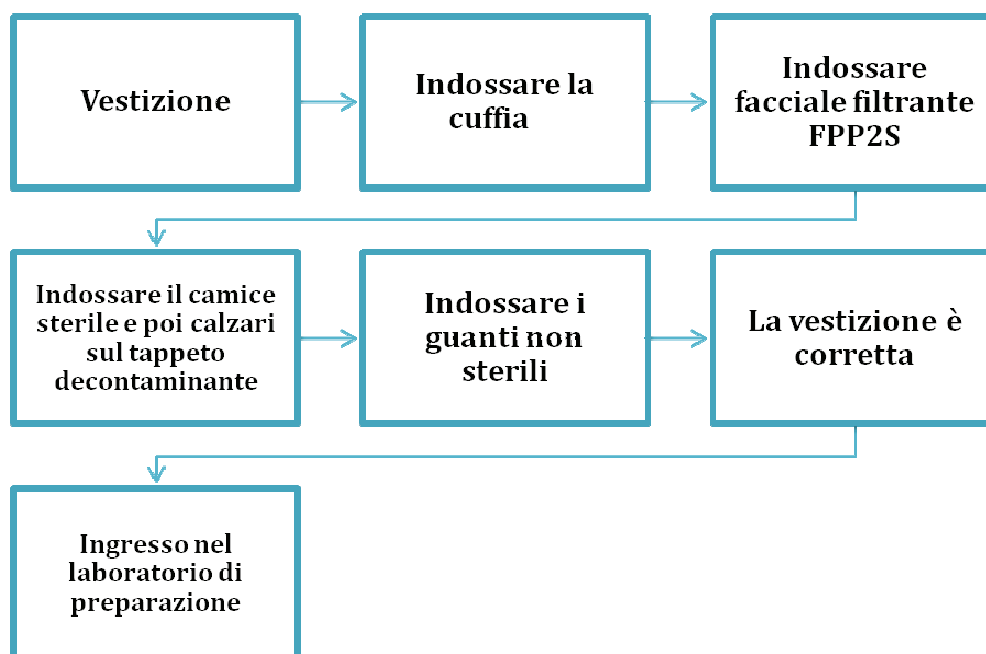 Vestizione
Indossare la
cuffia
Indossare
facciale filtrante
FPP2S
Indossare il camice
sterile e poi calzari
sul tappeto
decontaminante
Indossare i
guanti non
sterili
La vestizione è
corretta
Ingresso nel
laboratorio di
preparazione